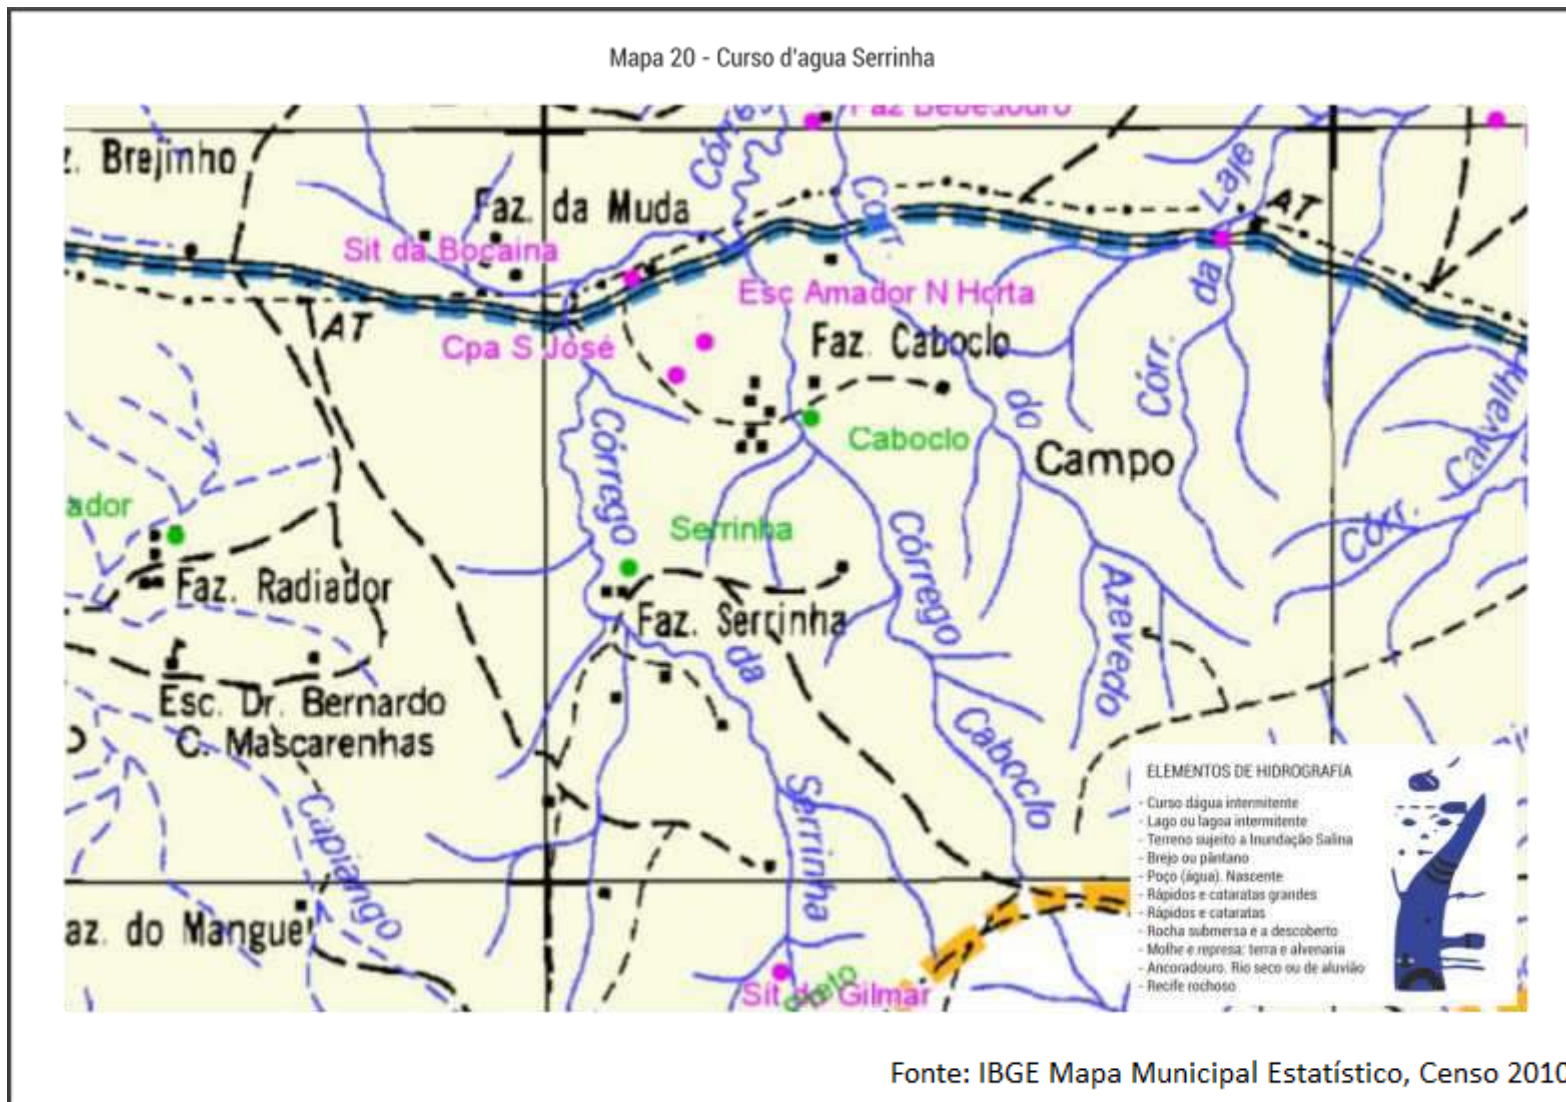 Mapa 20 - Curso d'agua Serrinha
Faz Bebedouro
z. Brejinho
Córr
Laje
Faz. da Muda
Córr
AT
Sit da Bocaina
da
Esc Amador N Horta
AT
Cpa S José
Faz. Caboclo
Córr.
Carvalh
do
Córrego
Caboclo
Campo
ador
Serrinha
Córr.
Córrego
Faz. Radiador
Faz. Serrinha
Azevedo
da
Esc. Dr. Bernardo
C. Mascarenhas
Caboclo
Serrinha
Capiango
az. do Mangue
Sit do Gilmar
ELEMENTOS DE HIDROGRAFIA
- Curso dágua intermitente
- Lago ou lagoa intermitente
- Terreno sujeito a Inundação Salina
- Brejo ou pântano
- Poço (água). Nascente
- Rápidos e cataratas grandes
- Rápidos e cataratas
- Rocha submersa e a descoberto
- Molhe e represa: terra e alvenaria
- Ancoradouro. Rio seco ou de aluvião
- Recife rochoso
Fonte: IBGE Mapa Municipal Estatístico, Censo 2010